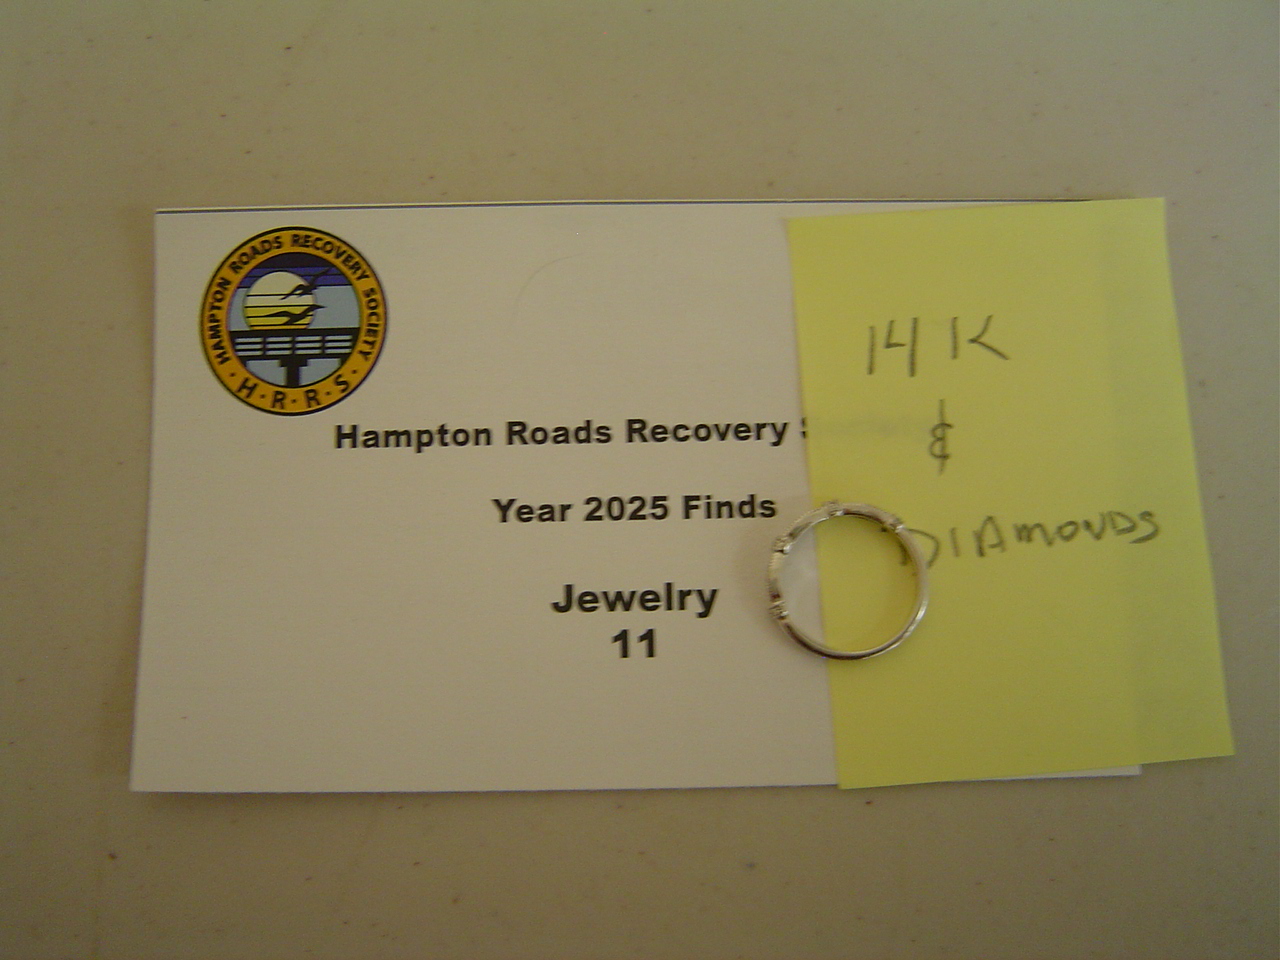 HAMPTON ROADS RECOVERY SOCIETY
· H · R · R · S ·
Hampton Roads Recovery
Year 2025 Finds
Jewelry
11
14K
&
DIAMONDS